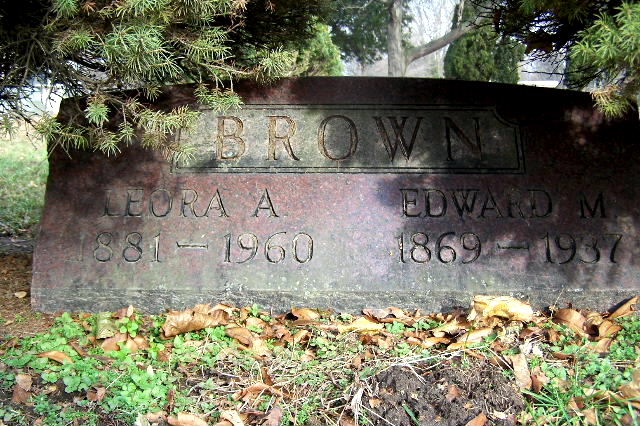 BROWN
LEORA A. EDWARD M.
1881 – 1960 1869 – 1937